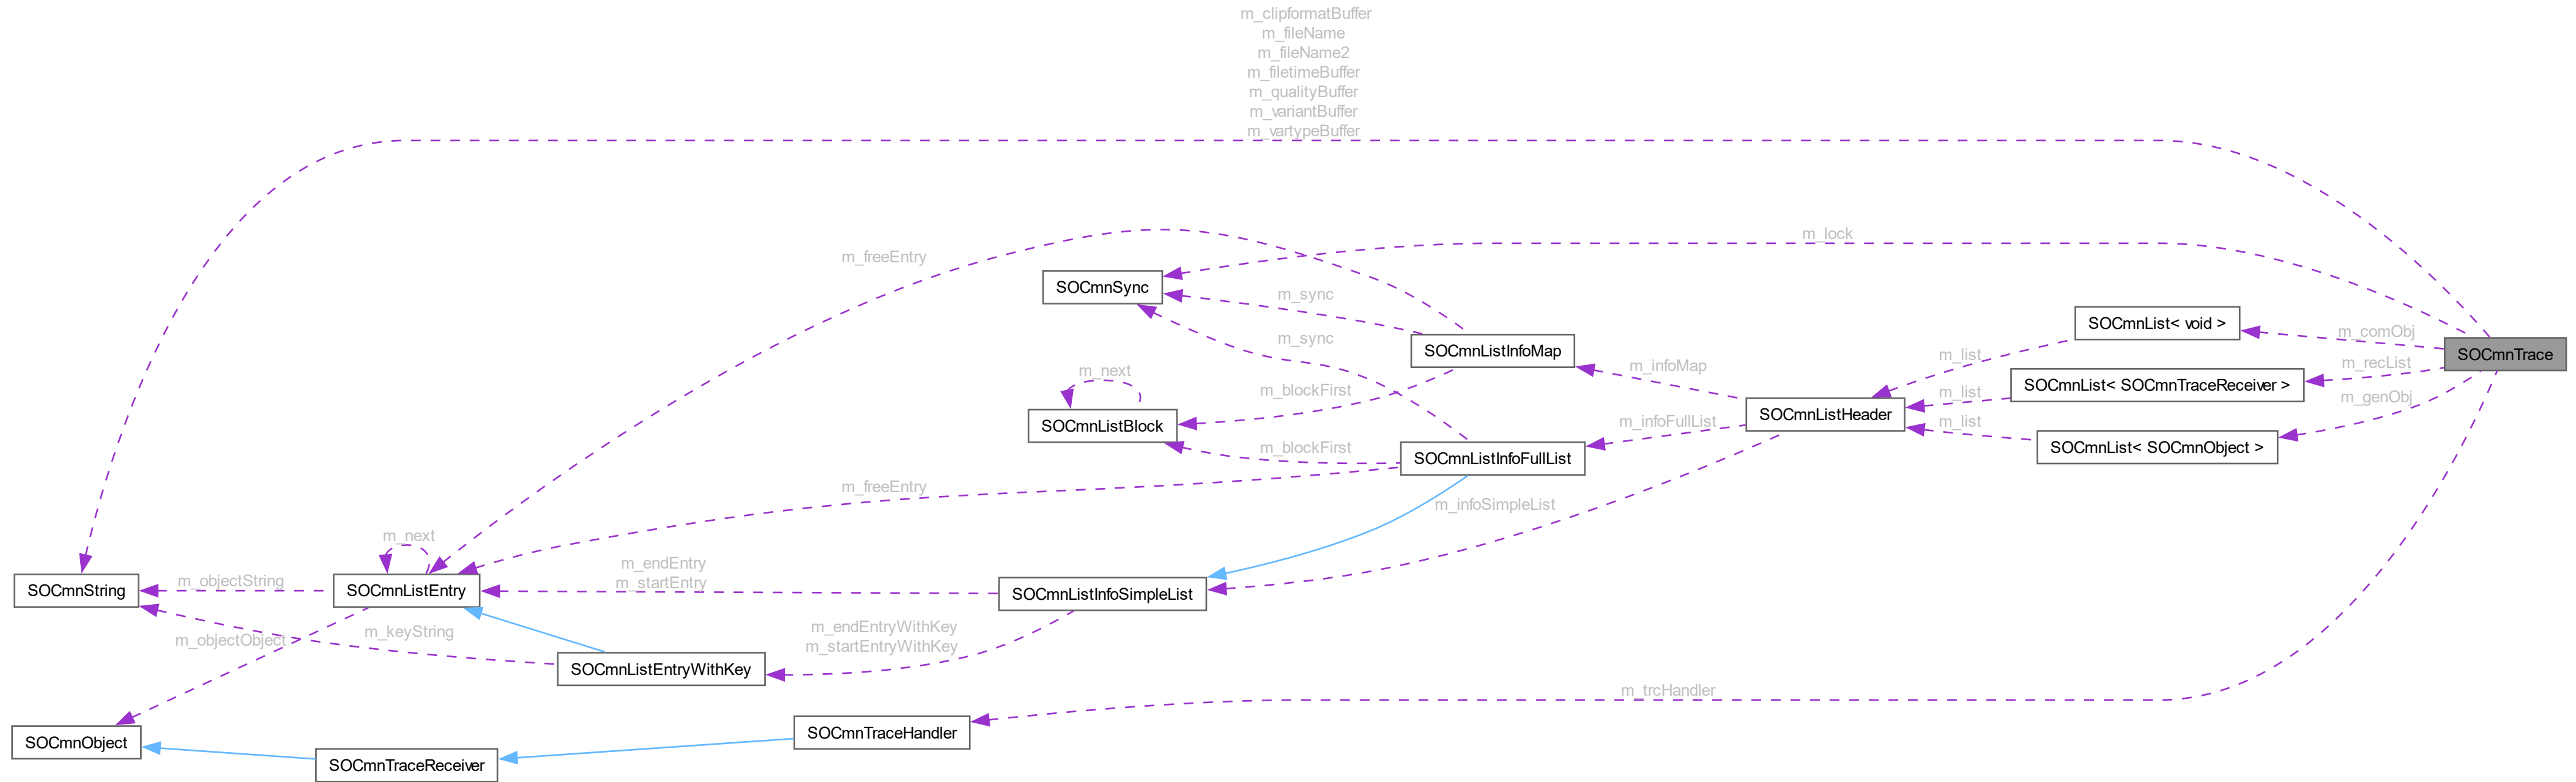 m_clipformatBuffer
m_fileName
m_fileName2
m_filetimeBuffer
m_qualityBuffer
m_variantBuffer
m_vartypeBuffer
m_lock
m_freeEntry
SOCmnSync
m_sync
SOCmnList< void >
m_comObj
m_sync
SOCmnListInfoMap
m_list
SOCmnTrace
m_infoMap
m_recList
m_next
SOCmnList< SOCmnTraceReceiver >
m_blockFirst
m_list
m_genObj
SOCmnListHeader
SOCmnListBlock
m_infoFullList
m_list
m_blockFirst
SOCmnList< SOCmnObject >
SOCmnListInfoFullList
m_freeEntry
m_infoSimpleList
m_next
m_endEntry
m_startEntry
m_objectString
SOCmnString
SOCmnListEntry
SOCmnListInfoSimpleList
m_keyString
m_objectObject
m_endEntryWithKey
m_startEntryWithKey
SOCmnListEntryWithKey
m_trcHandler
SOCmnTraceHandler
SOCmnObject
SOCmnTraceReceiver